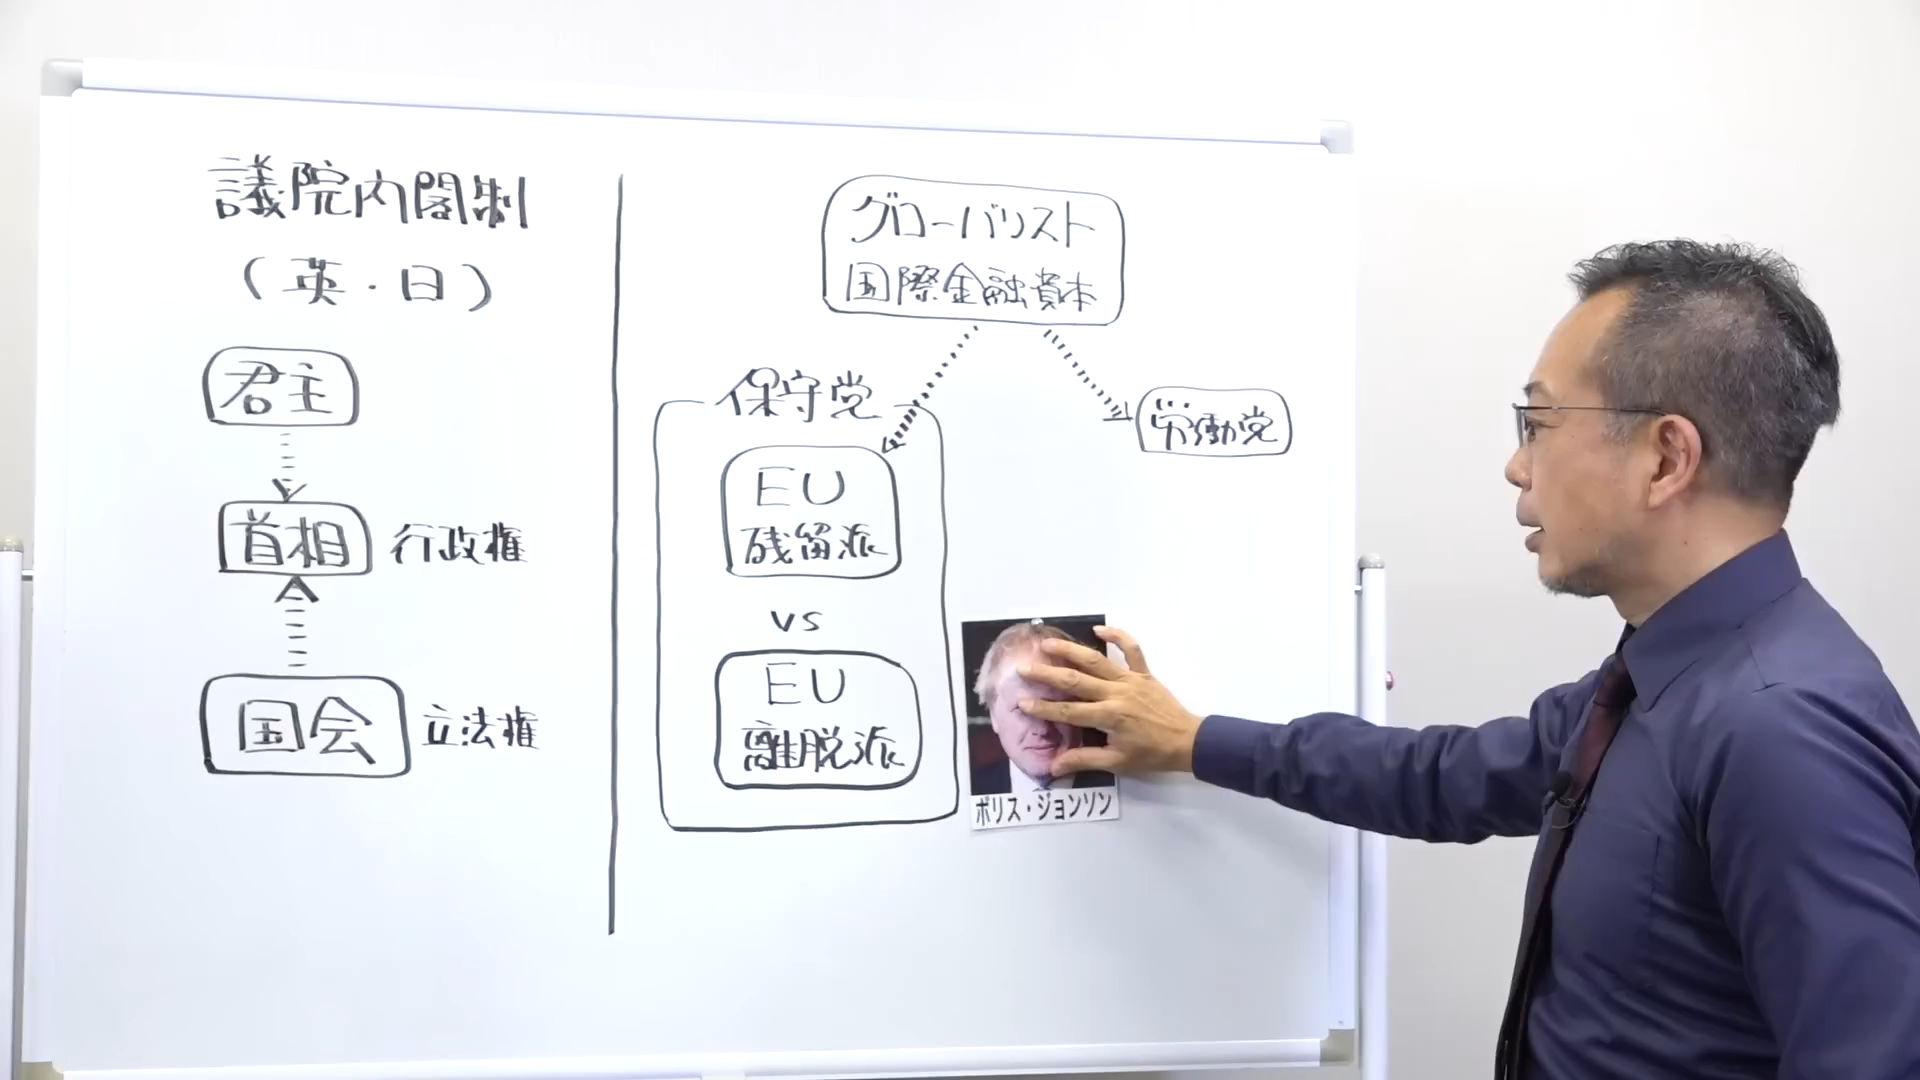 議院内閣制
（英・日）
君主
首相 行政権
国会 立法権
グローバリスト
国際金融資本
保守党
労働党
EU
残留派
vs
EU
離脱派
ボリス・ジョンソン